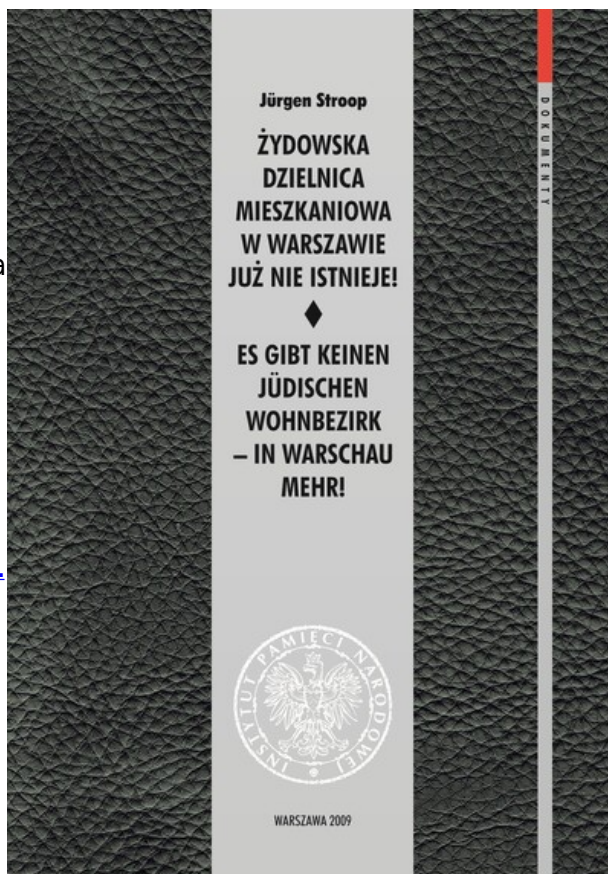 Jürgen Stroop
ŻYDOWSKA
DZIELNICA
MIESZKANIOWA
W WARSZAWIE
JUŻ NIE ISTNIEJE!
ES GIBT KEINEN
JÜDISCHEN
WOHNBEZIRK
– IN WARSCHAU
MEHR!
INSTYTUT PAMIĘCI NARODOWEJ
WARSZAWA 2009
DOKUMENTY
a
.